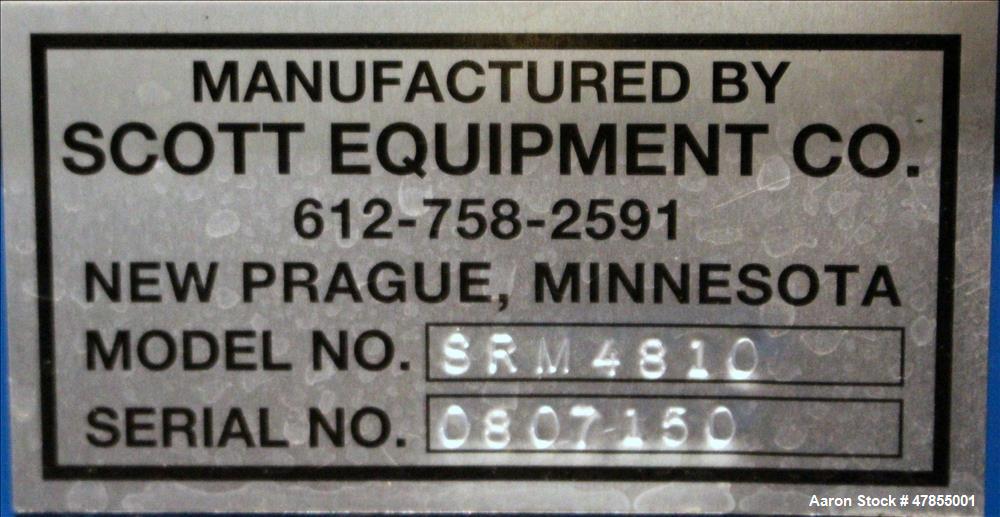 MANUFACTURED BY
SCOTT EQUIPMENT CO.
612-758-2591
NEW PRAGUE, MINNESOTA
MODEL NO. SRM4810
SERIAL NO. 0807150
Aaron Stock # 47855001